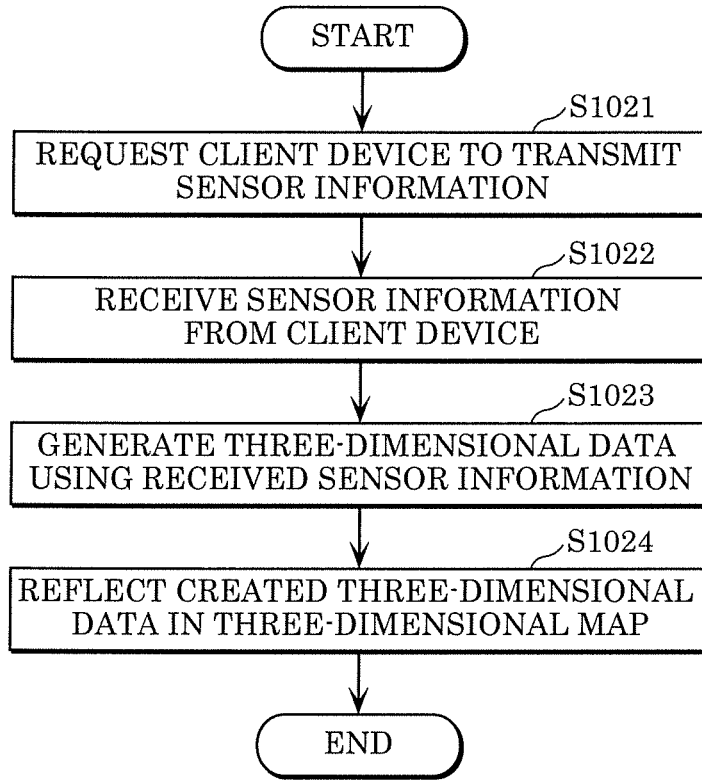 START
S1021
REQUEST CLIENT DEVICE TO TRANSMIT
SENSOR INFORMATION
S1022
RECEIVE SENSOR INFORMATION
FROM CLIENT DEVICE
S1023
GENERATE THREE-DIMENSIONAL DATA
USING RECEIVED SENSOR INFORMATION
S1024
REFLECT CREATED THREE-DIMENSIONAL
DATA IN THREE-DIMENSIONAL MAP
END